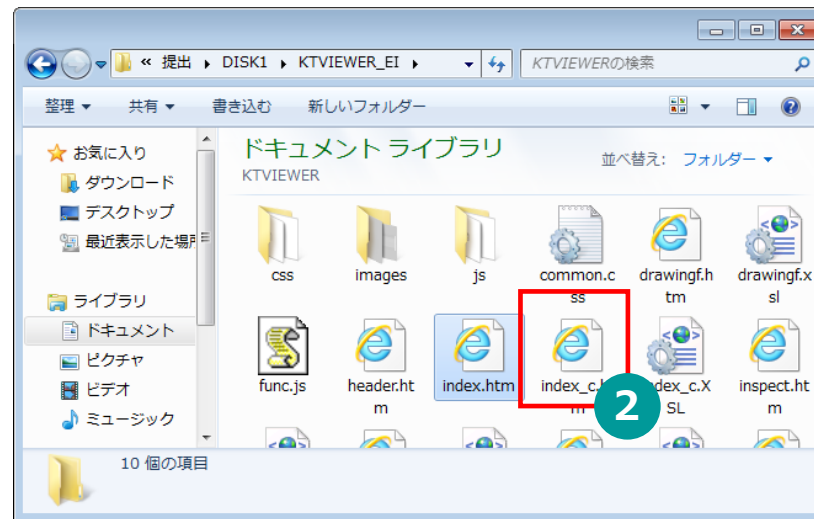 « 提出 ▸ DISK1 ▸ KTVIEWER_EI ▸
KTVIEWERの検索
整理 ▼ 共有 ▼ 書き込む 新しいフォルダー
お気に入り
ダウンロード
デスクトップ
最近表示した場所
ライブラリ
ドキュメント
ピクチャ
ビデオ
ミュージック
ドキュメント ライブラリ
KTVIEWER
並べ替え: フォルダー ▼
css
images
js
common.c
ss
drawingf.h
tm
drawingf.x
sl
func.js
header.ht
m
index.htm
index_c.
m
2
dex_c.X
SL
inspect.ht
m
10 個の項目